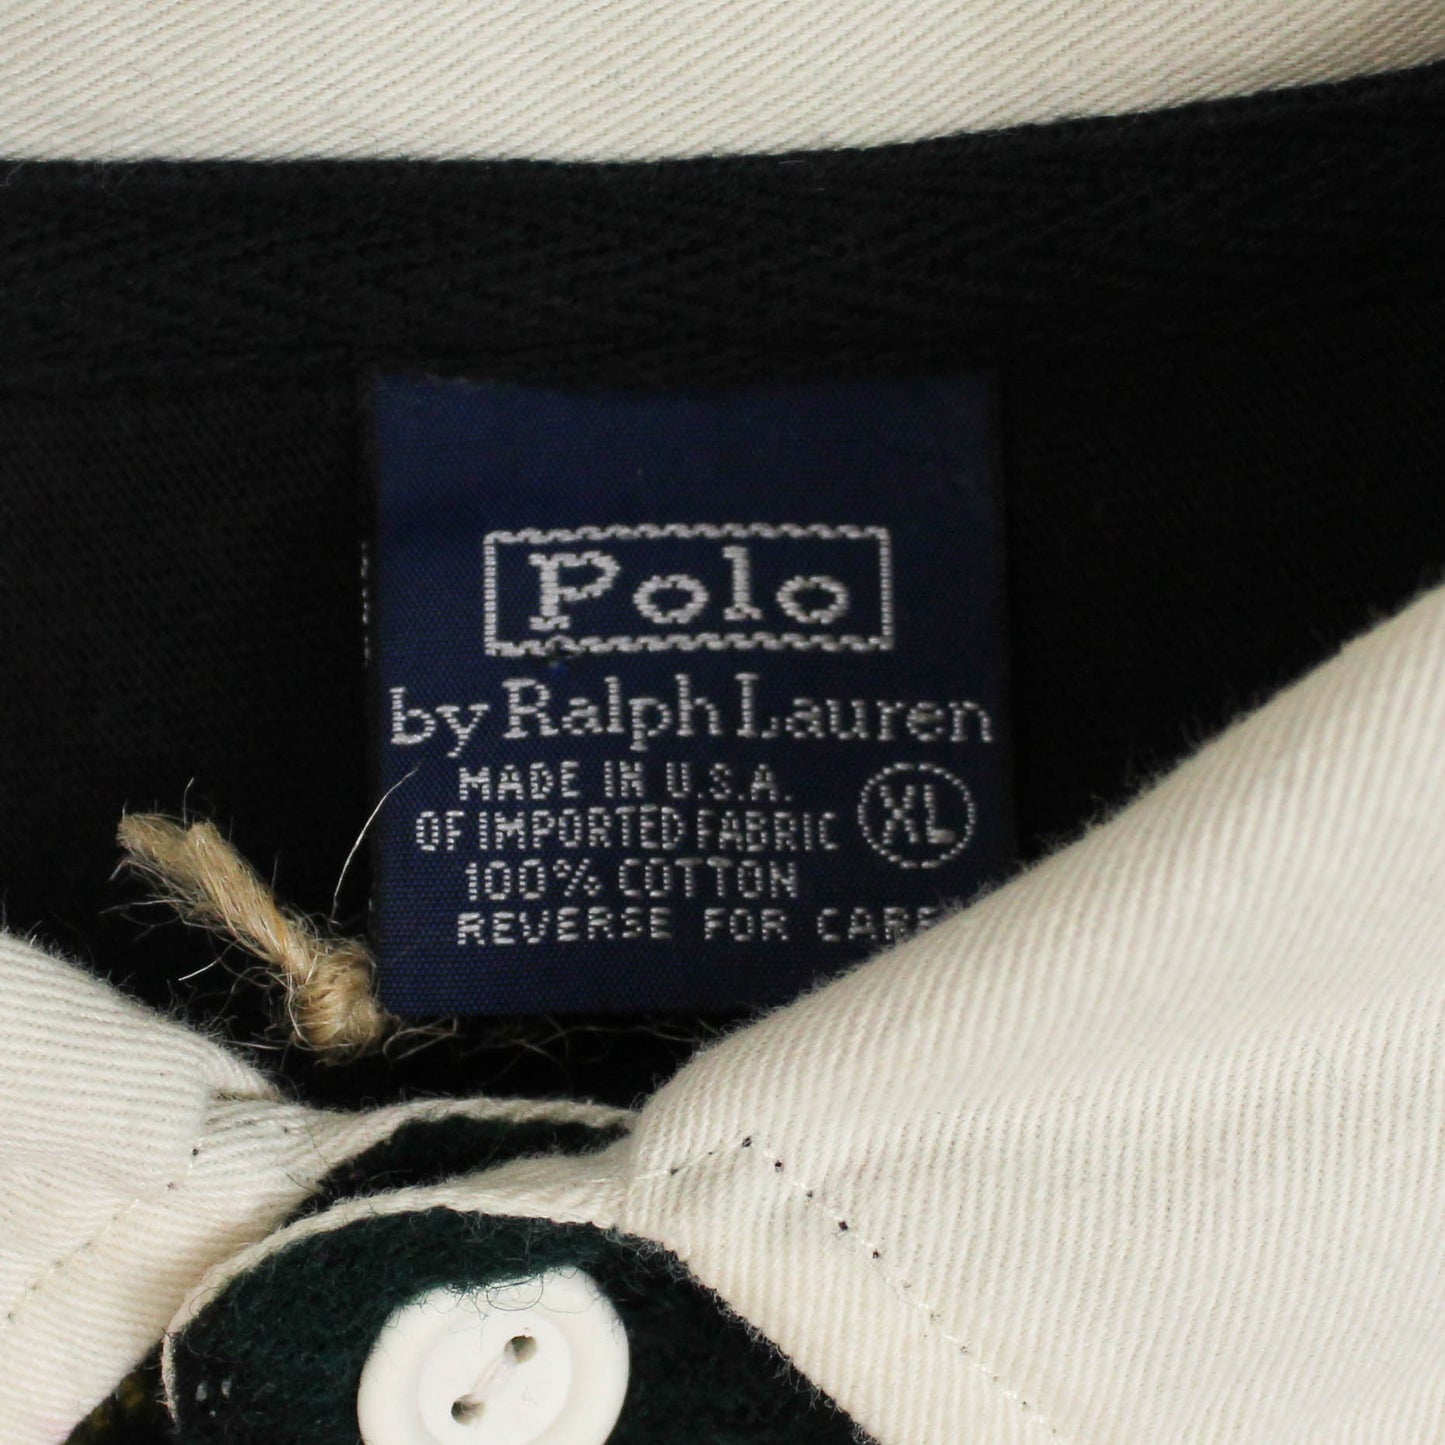 Polo
by Ralph Lauren
MADE IN U.S.A.
OF IMPORTED FABRIC
XL
100% COTTON
REVERSE FOR CARE